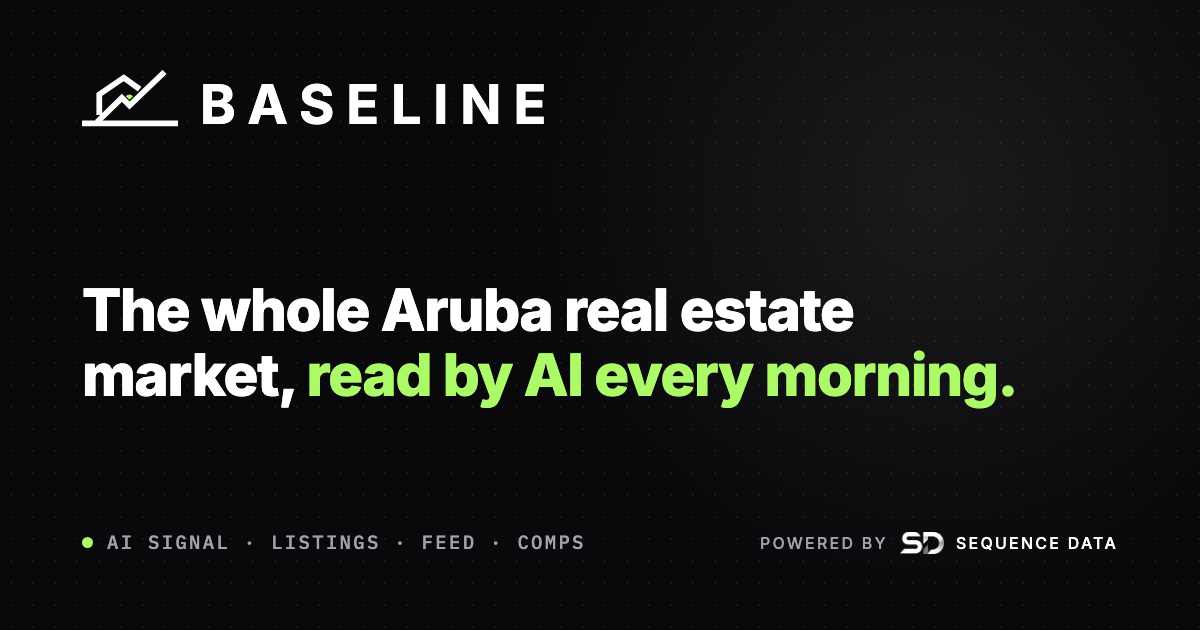 BASELINE
The whole Aruba real estate
market, read by AI every morning.
AI SIGNAL · LISTINGS · FEED · COMPS
POWERED BY SD SEQUENCE DATA